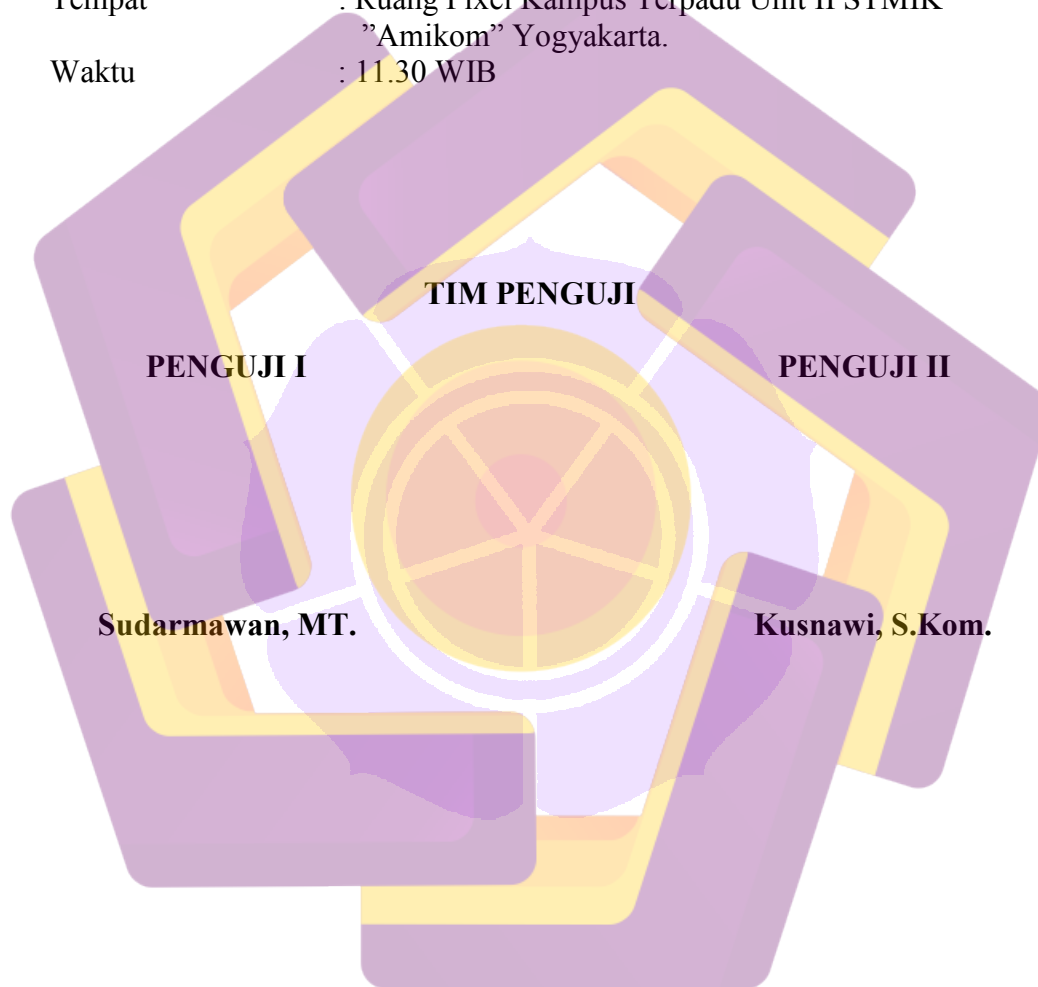 Tempat : Ruang Pixel Kampus Terpadu Unit II STMIK
”Amikom” Yogyakarta.
Waktu : 11.30 WIB
TIM PENGUJI
PENGUJI I PENGUJI II
Sudarmawan, MT. Kusnawi, S.Kom.